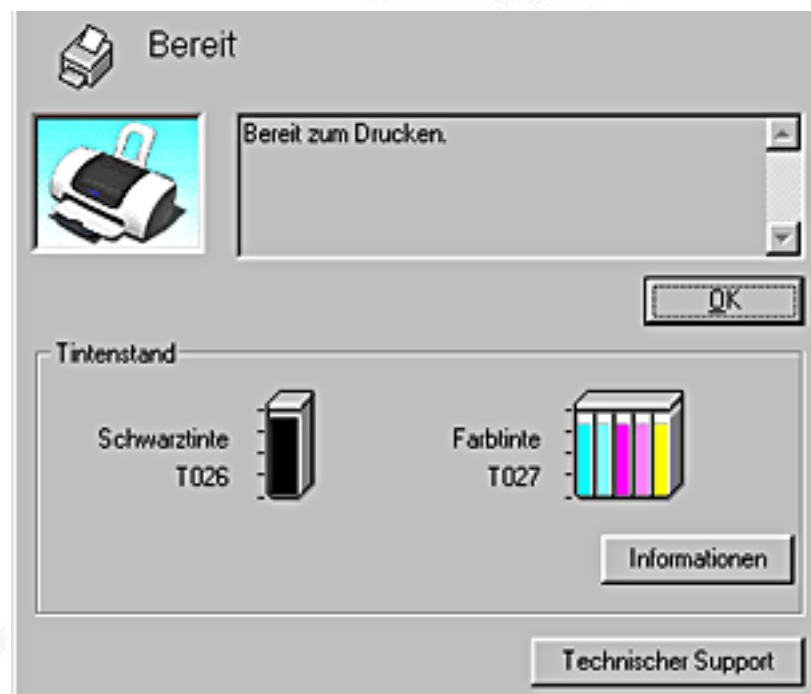 Bereit
Bereit zum Drucken.
OK
Tintenstand
Schwarztinte
T026
Farbtinte
T027
Informationen
Technischer Support